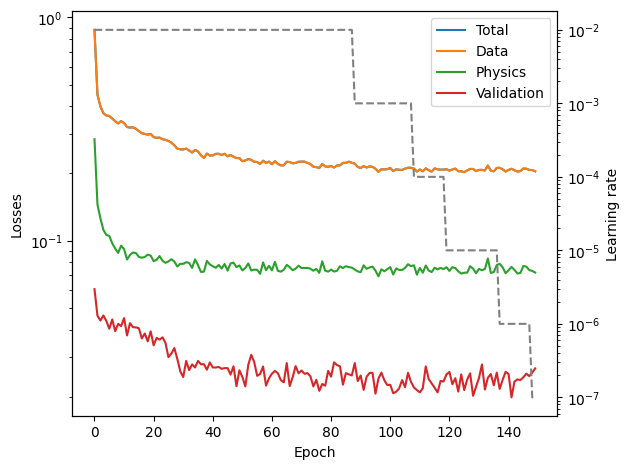 Total
Data
Physics
Validation
Losses
10⁰
10⁻¹
0 20 40 60 80 100 120 140
Epoch
10⁻²
10⁻³
10⁻⁴
10⁻⁵
10⁻⁶
10⁻⁷
Learning rate